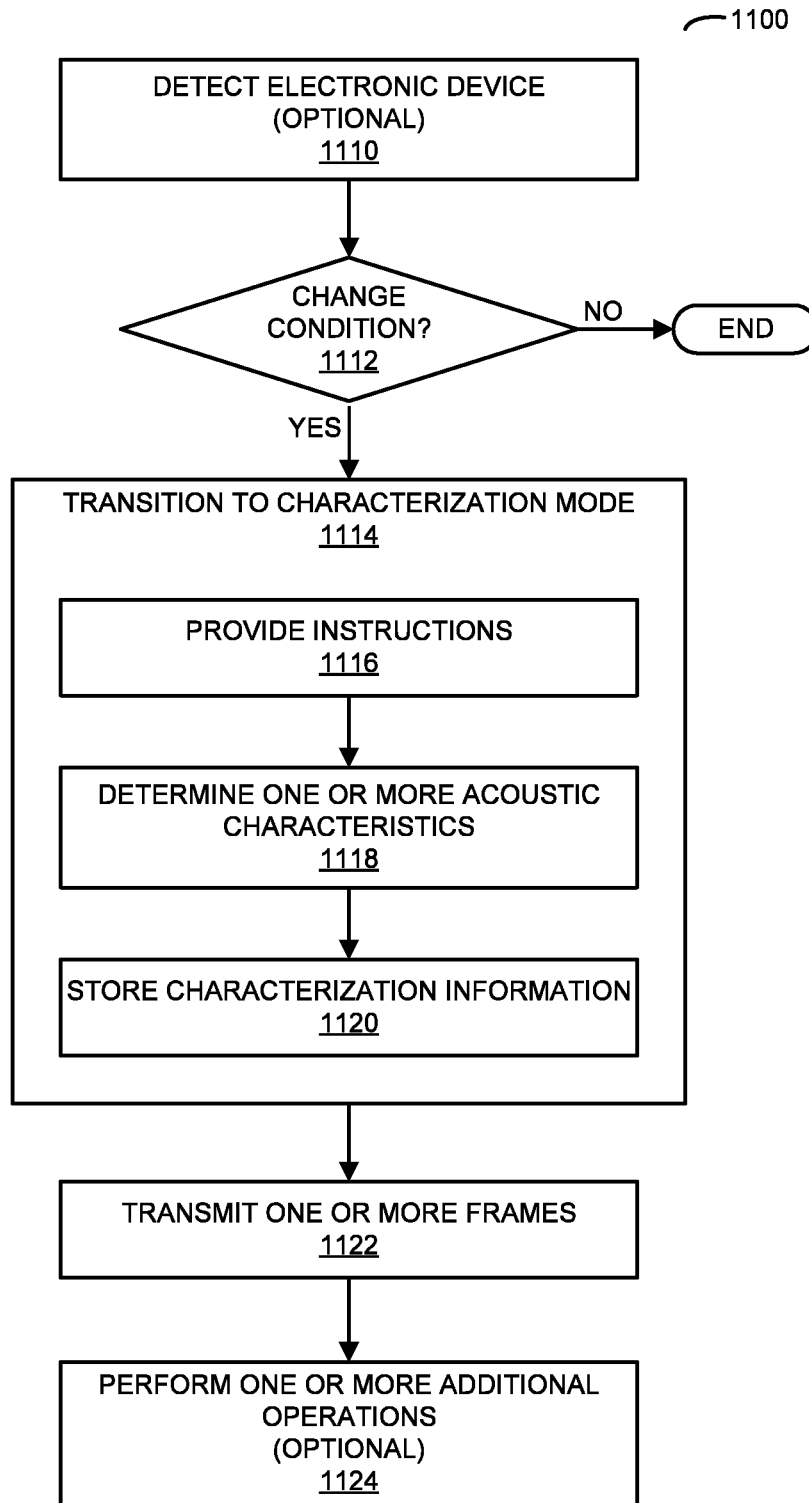 1100
DETECT ELECTRONIC DEVICE
(OPTIONAL)
1110
CHANGE
CONDITION?
1112
NO
END
YES
TRANSITION TO CHARACTERIZATION MODE
1114
PROVIDE INSTRUCTIONS
1116
DETERMINE ONE OR MORE ACOUSTIC
CHARACTERISTICS
1118
STORE CHARACTERIZATION INFORMATION
1120
TRANSMIT ONE OR MORE FRAMES
1122
PERFORM ONE OR MORE ADDITIONAL
OPERATIONS
(OPTIONAL)
1124